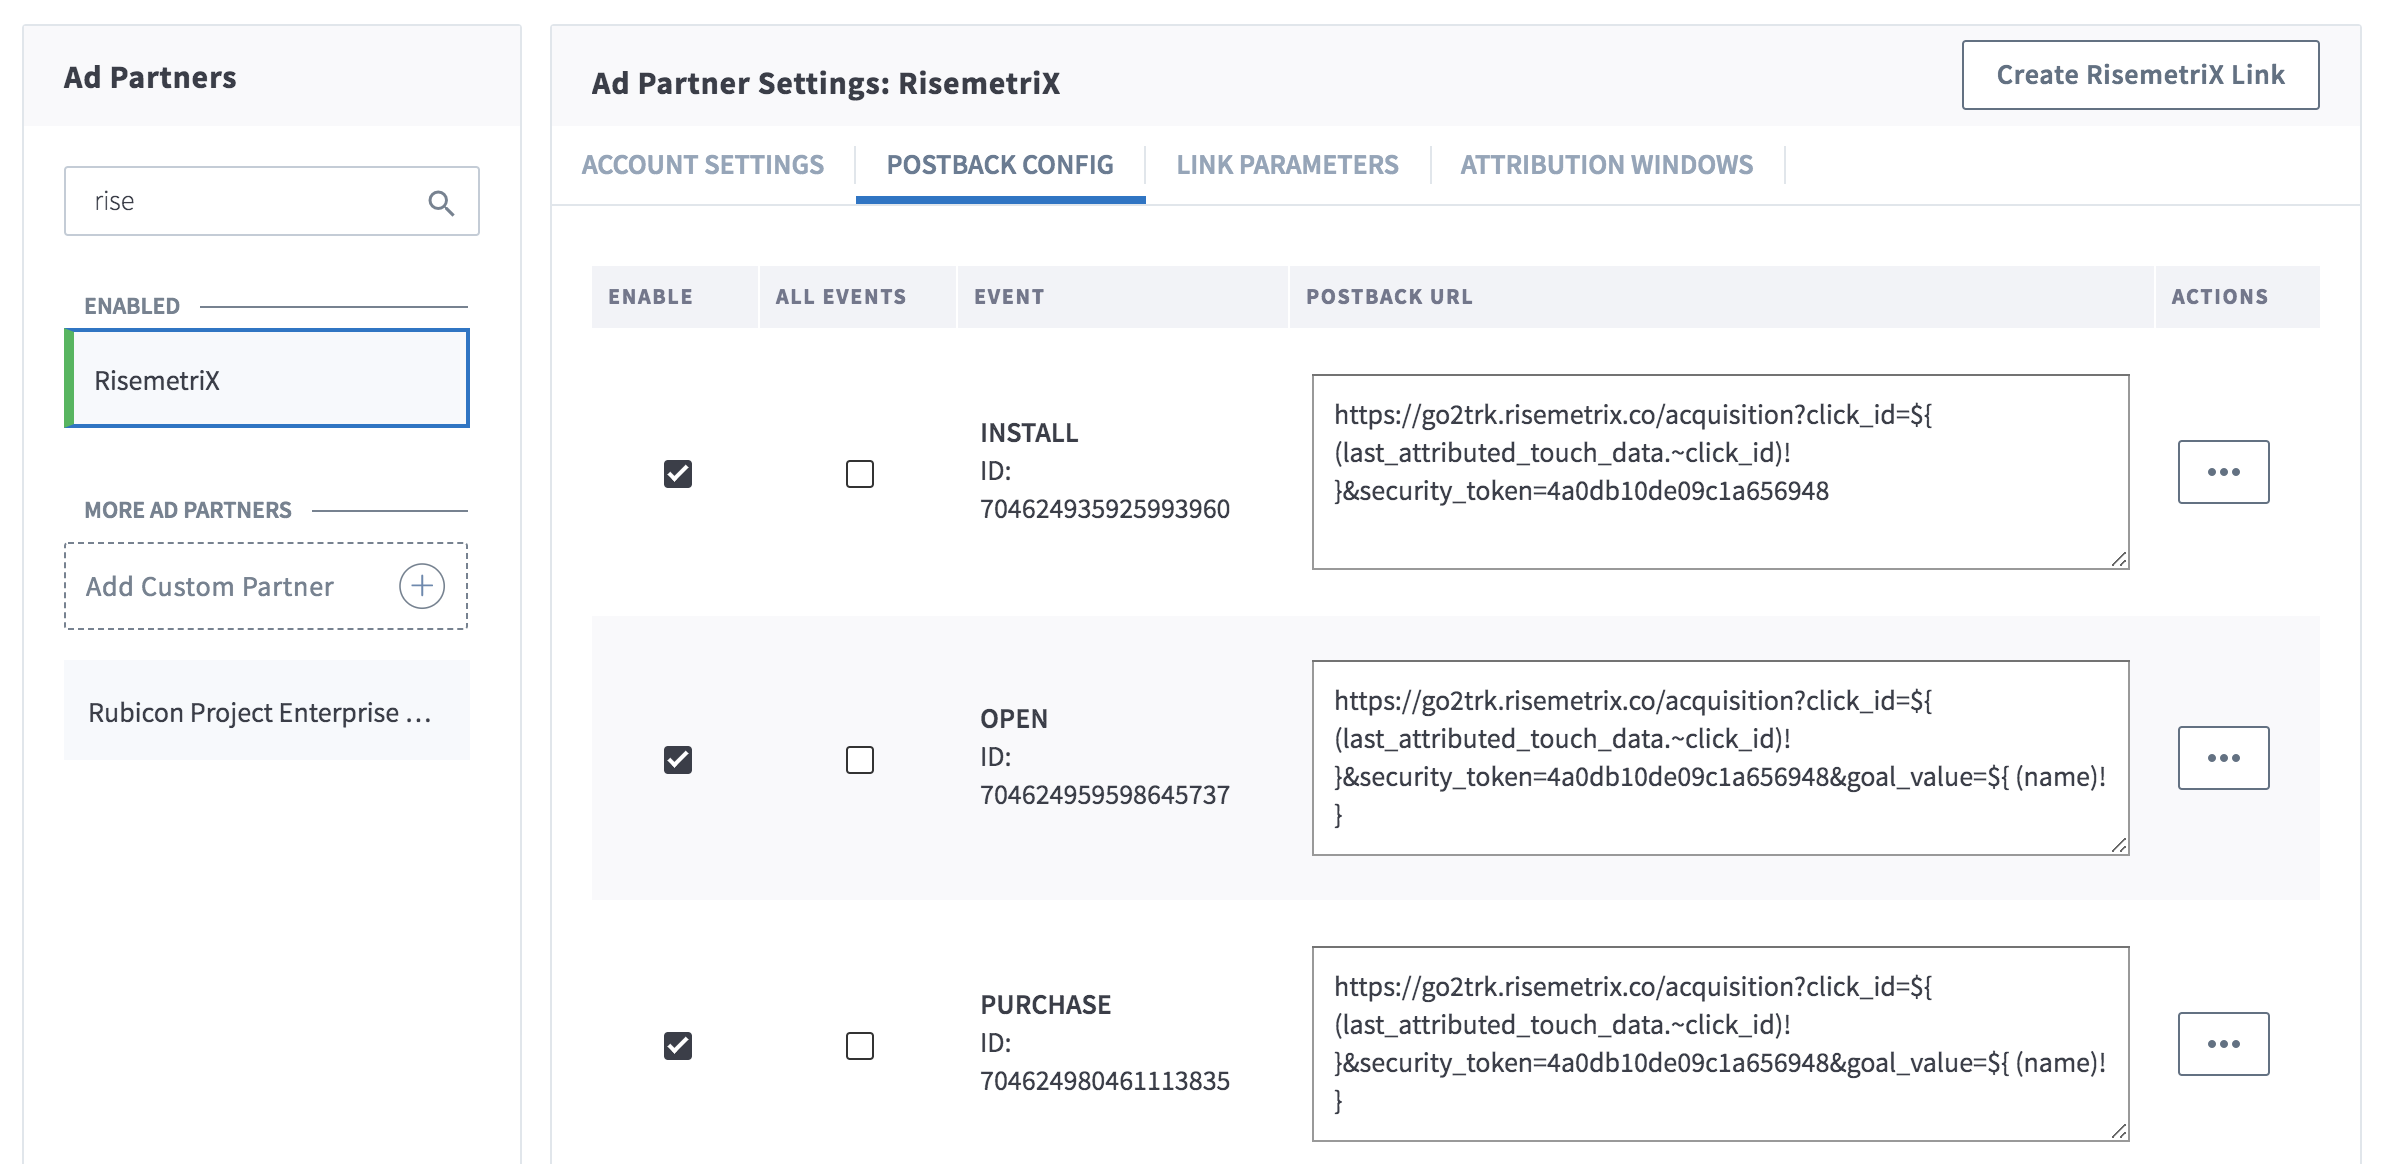 Ad Partners
rise
ENABLED
RisemetriX
MORE AD PARTNERS
Add Custom Partner
Rubicon Project Enterprise ...
Ad Partner Settings: RisemetriX
Create RisemetriX Link
ACCOUNT SETTINGS
POSTBACK CONFIG
LINK PARAMETERS
ATTRIBUTION WINDOWS
ENABLE
ALL EVENTS
EVENT
POSTBACK URL
ACTIONS
INSTALL
ID:
704624935925993960
https://go2trk.risemetrix.co/acquisition?click_id=${
(last_attributed_touch_data.~click_id)!
}&security_token=4a0db10de09c1a656948
OPEN
ID:
704624959598645737
https://go2trk.risemetrix.co/acquisition?click_id=${
(last_attributed_touch_data.~click_id)!
}&security_token=4a0db10de09c1a656948&goal_value=${ (name)!
}
PURCHASE
ID:
704624980461113835
https://go2trk.risemetrix.co/acquisition?click_id=${
(last_attributed_touch_data.~click_id)!
}&security_token=4a0db10de09c1a656948&goal_value=${ (name)!
}